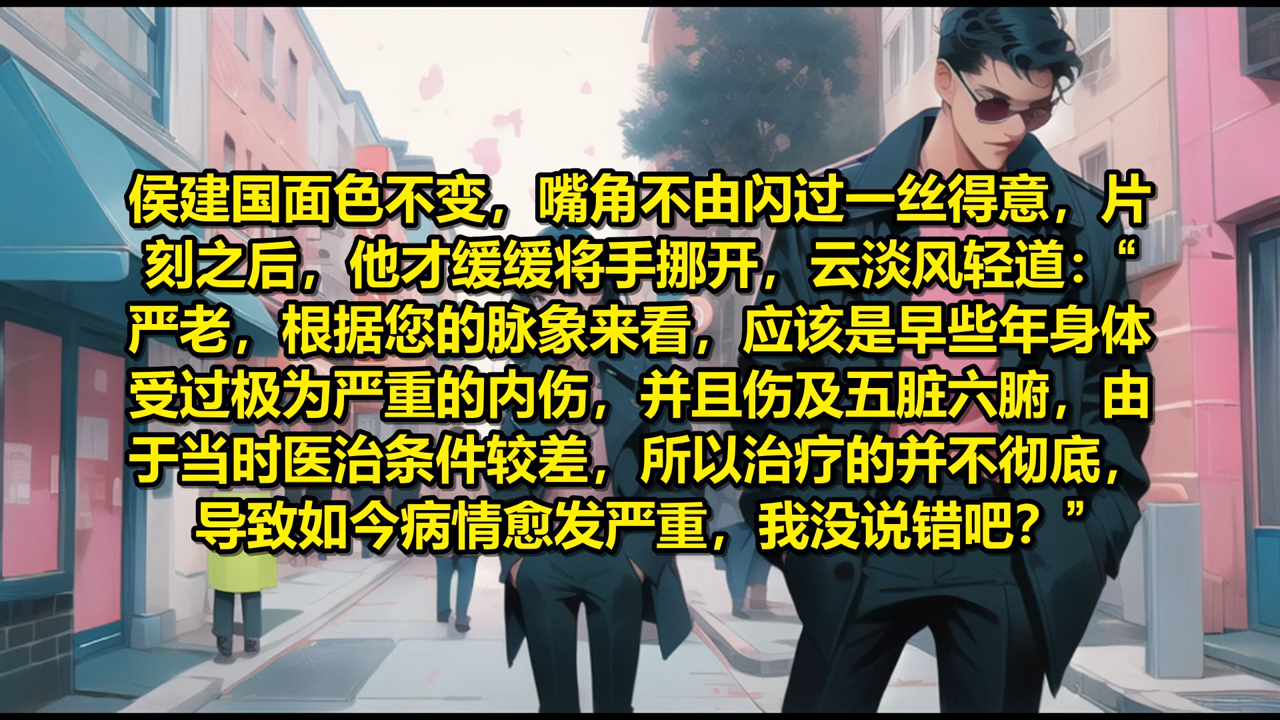 侯建国面色不变，嘴角不由闪过一丝得意，片
刻之后，他才缓缓将手挪开，云淡风轻道：“
严老，根据您的脉象来看，应该是早些年身体
受过极为严重的内伤，并且伤及五脏六腑，由
于当时医治条件较差，所以治疗的并不彻底，
导致如今病情愈发严重，我没说错吧？”